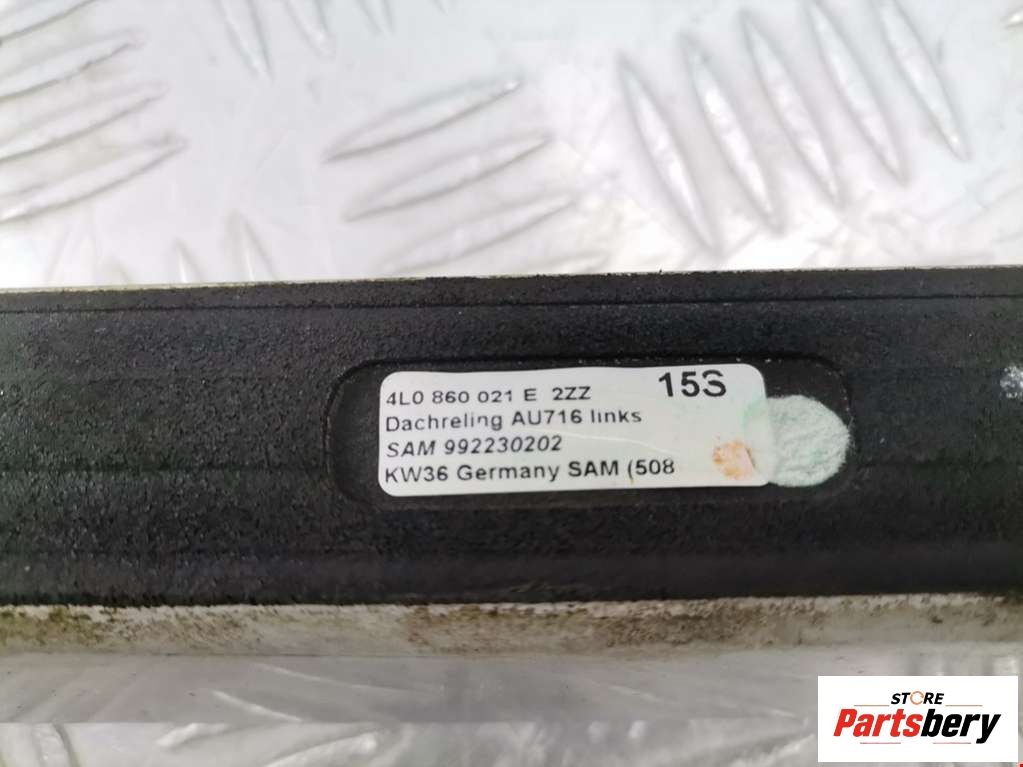 4L0 860 021 E 2ZZ 15S
Dachreling AU716 links
SAM 992230202
KW36 Germany SAM (508
STORE
Partsbery